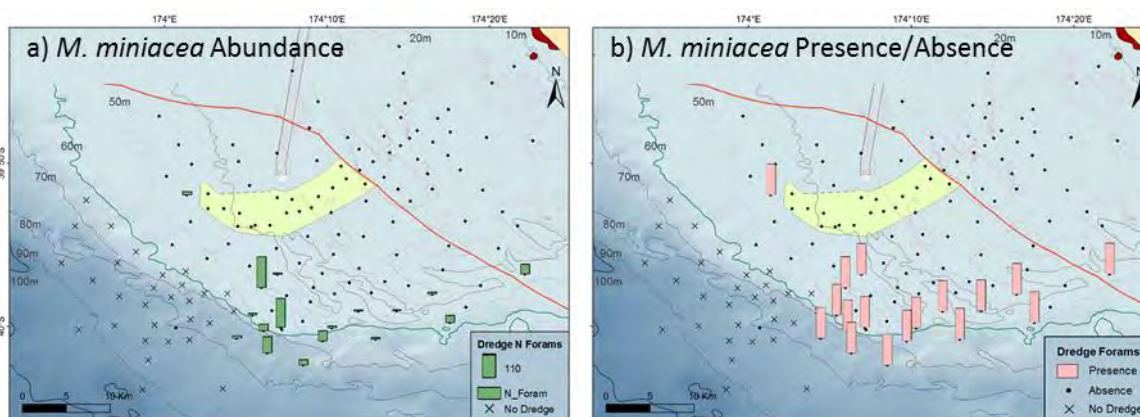 174°E 174°10'E 174°20'E
a) M. miniacea Abundance
20m
10m
N
50m
60m
70m
80m
90m
100m
40°S
Dredge N Forams
110
N_Foram
No Dredge
0 5 10 Km
174°E 174°10'E 174°20'E
b) M. miniacea Presence/Absence
20m
10m
N
50m
60m
70m
80m
90m
100m
40°S
Dredge Forams
Presence
Absence
No Dredge
0 5 10 Km